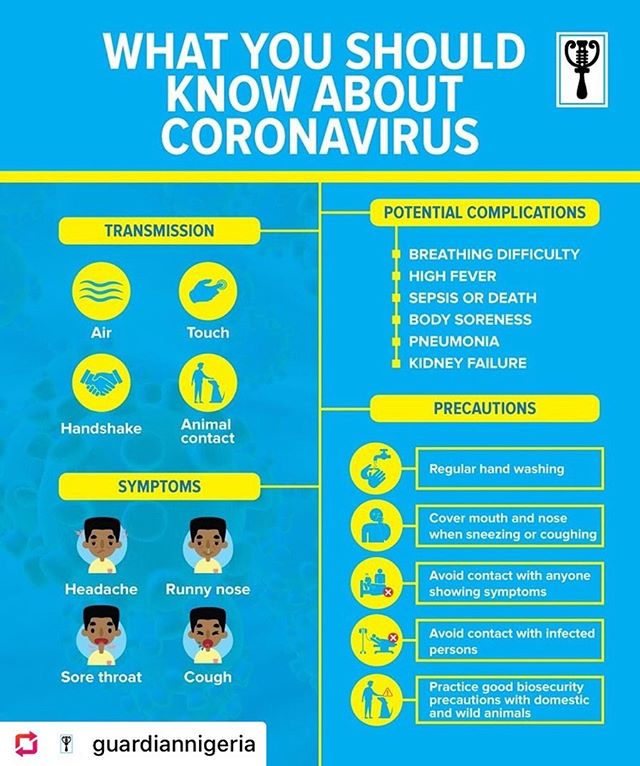 WHAT YOU SHOULD
KNOW ABOUT
CORONAVIRUS
TRANSMISSION
Air
Touch
Handshake
Animal
contact
SYMPTOMS
Headache
Runny nose
Sore throat
Cough
POTENTIAL COMPLICATIONS
BREATHING DIFFICULTY
HIGH FEVER
SEPSIS OR DEATH
BODY SORENESS
PNEUMONIA
KIDNEY FAILURE
PRECAUTIONS
Regular hand washing
Cover mouth and nose
when sneezing or coughing
Avoid contact with anyone
showing symptoms
Avoid contact with infected
persons
Practice good biosecurity
precautions with domestic
and wild animals
guardiannigeria